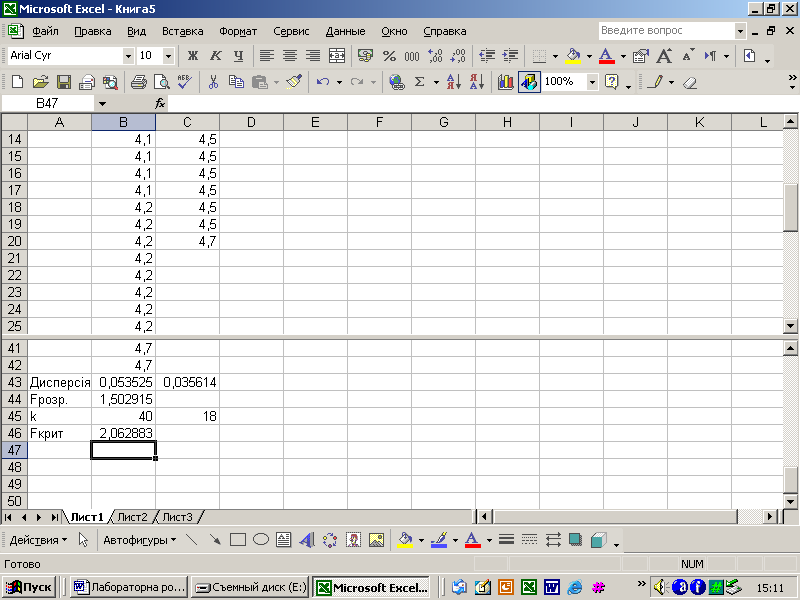 Microsoft Excel - Книга5
Файл Правка Вид Вставка Формат Сервис Данные Окно Справка Введите вопрос
Arial Cyr 10 Ж К Ч % 000
Σ 100%
B47 fx
A B C D E F G H I J K L
14 4,1 4,5
15 4,1 4,5
16 4,1 4,5
17 4,1 4,5
18 4,2 4,5
19 4,2 4,5
20 4,2 4,7
21 4,2
22 4,2
23 4,2
24 4,2
25 4,2
41 4,7
42 4,7
43 Дисперсія 0,053525 0,035614
44 Fрозр. 1,502915
45 k 40 18
46 Fкрит 2,062883
47
48
49
50
Лист1 Лист2 Лист3
Действия Автофигуры
Готово NUM
Пуск Лабораторна ро... Съемный диск (E:) Microsoft Excel... 15:11